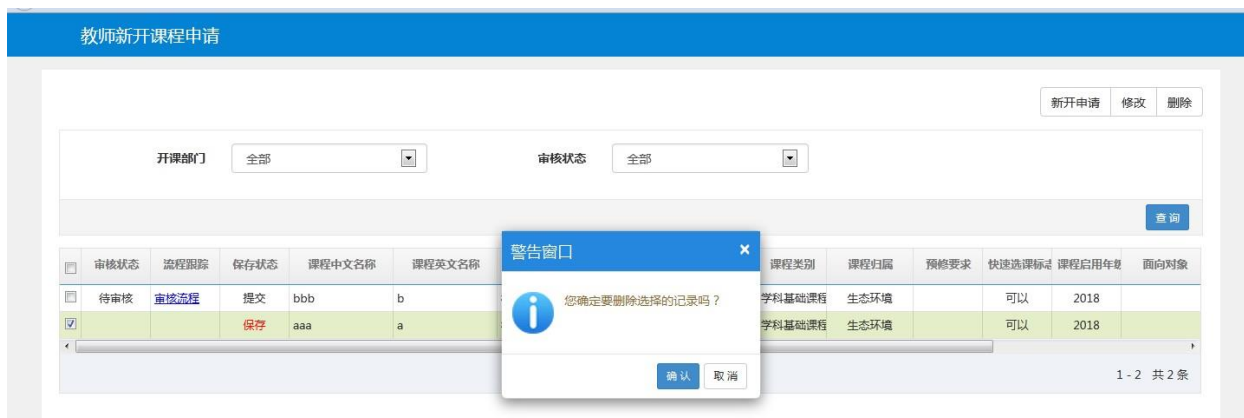 教师新开课程申请
新开申请 修改 删除
开课部门 全部 审核状态 全部
查询
警告窗口 ×
审核状态 流程跟踪 保存状态 课程中文名称 课程英文名称 课程类别 课程归属 预修要求 快速选课标志 课程启用年级 面向对象
您确定要删除选择的记录吗？
待审核 审核流程 提交 bbb b 学科基础课程 生态环境 可以 2018
保存 aaa a 学科基础课程 生态环境 可以 2018
确认 取消
1 - 2 共 2 条